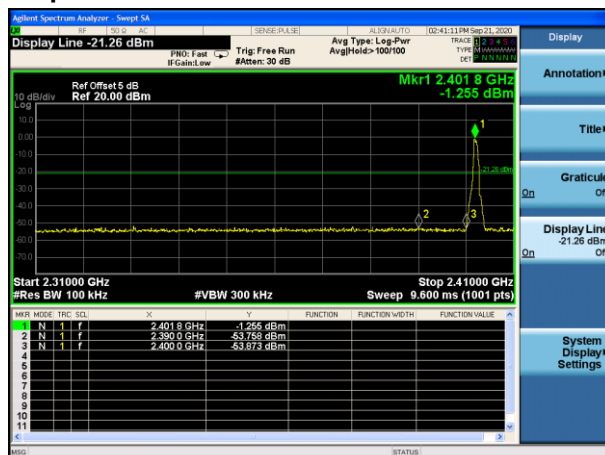 Agilent Spectrum Analyzer - Swept SA
RF 50 Ω AC SENSE:PULSE ALIGN AUTO 02:41:11 PM Sep 21, 2020
Display Line -21.26 dBm
PNO: Fast
IFGain:Low
Trig: Free Run
#Atten: 30 dB
Avg Type: Log-Pwr
Avg|Hold:>100/100
TRACE 1 2 3 4 5 6
TYPE
DET P N N N N N
Mkr1 2.401 8 GHz
-1.255 dBm
Ref Offset 5 dB
10 dB/div Ref 20.00 dBm
Log
10.0
0.00
-10.0
-20.0
-30.0
-40.0
-50.0
-60.0
-70.0
1
-21.26 dBm
2
3
Start 2.31000 GHz Stop 2.41000 GHz
#Res BW 100 kHz #VBW 300 kHz Sweep 9.600 ms (1001 pts)
MKR MODE TRC SCL X Y FUNCTION FUNCTION WIDTH FUNCTION VALUE
1 N 1 f 2.401 8 GHz -1.255 dBm
2 N 1 f 2.390 0 GHz -53.758 dBm
3 N 1 f 2.400 0 GHz -53.873 dBm
4
5
6
7
8
9
10
11
MSG STATUS
Display
Annotation
Title
Graticule
On Of
Display Line
-21.26 dBm
On Of
System
Display
Settings